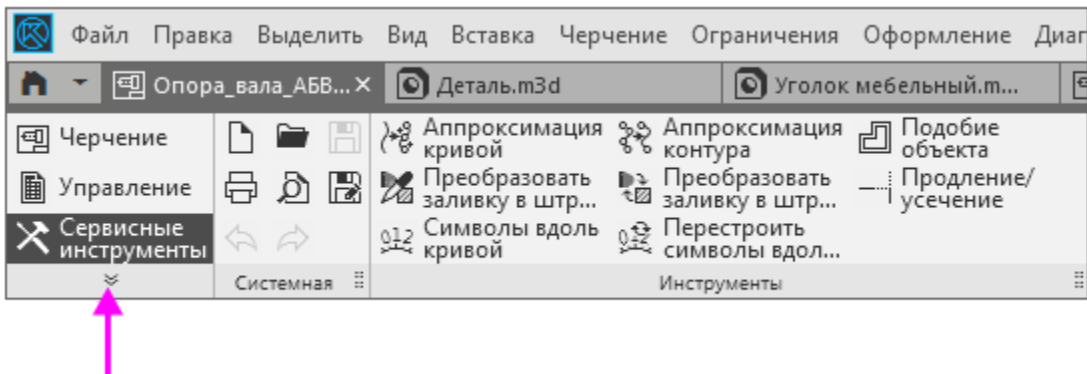 Файл Правка Выделить Вид Вставка Черчение Ограничения Оформление Диаг
Опора_вала_АБВ... Деталь.m3d Уголок мебельный.m...
Черчение
Управление
Сервисные
инструменты
Системная
Аппроксимация
кривой
Аппроксимация
контура
Подобие
объекта
Преобразовать
заливку в штр...
Преобразовать
заливку в штр...
Продление/
усечение
Символы вдоль
кривой
Перестроить
символы вдол...
Инструменты